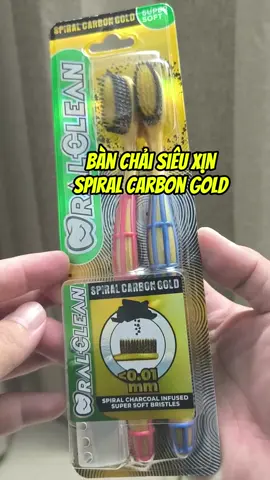 SPIRAL CARBON GOLD
SUPER
SOFT
ORALCLEAN
BÀN CHẢI SIÊU XỊN
SPIRAL CARBON GOLD
SPIRAL CARBON GOLD
ORALCLEAN
<0.01
mm
SPIRAL CHARCOAL INFUSED
SUPER SOFT BRISTLES